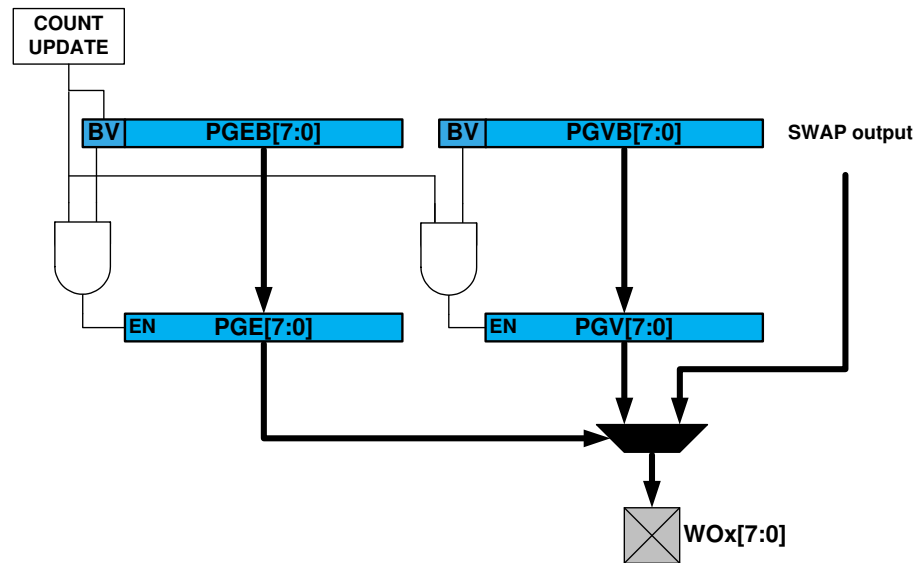 COUNT
UPDATE
BV PGEB[7:0]
BV PGVB[7:0]
SWAP output
EN PGE[7:0]
EN PGV[7:0]
WOx[7:0]